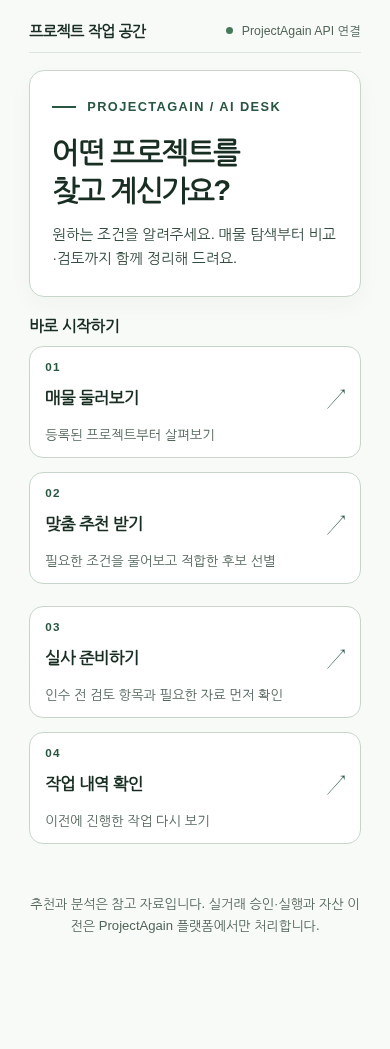 프로젝트 작업 공간
ProjectAgain API 연결
PROJECTAGAIN / AI DESK
어떤 프로젝트를
찾고 계신가요?
원하는 조건을 알려주세요. 매물 탐색부터 비교
·검토까지 함께 정리해 드려요.
바로 시작하기
01
매물 둘러보기
등록된 프로젝트부터 살펴보기
02
맞춤 추천 받기
필요한 조건을 물어보고 적합한 후보 선별
03
실사 준비하기
인수 전 검토 항목과 필요한 자료 먼저 확인
04
작업 내역 확인
이전에 진행한 작업 다시 보기
추천과 분석은 참고 자료입니다. 실거래 승인·실행과 자산 이
전은 ProjectAgain 플랫폼에서만 처리합니다.